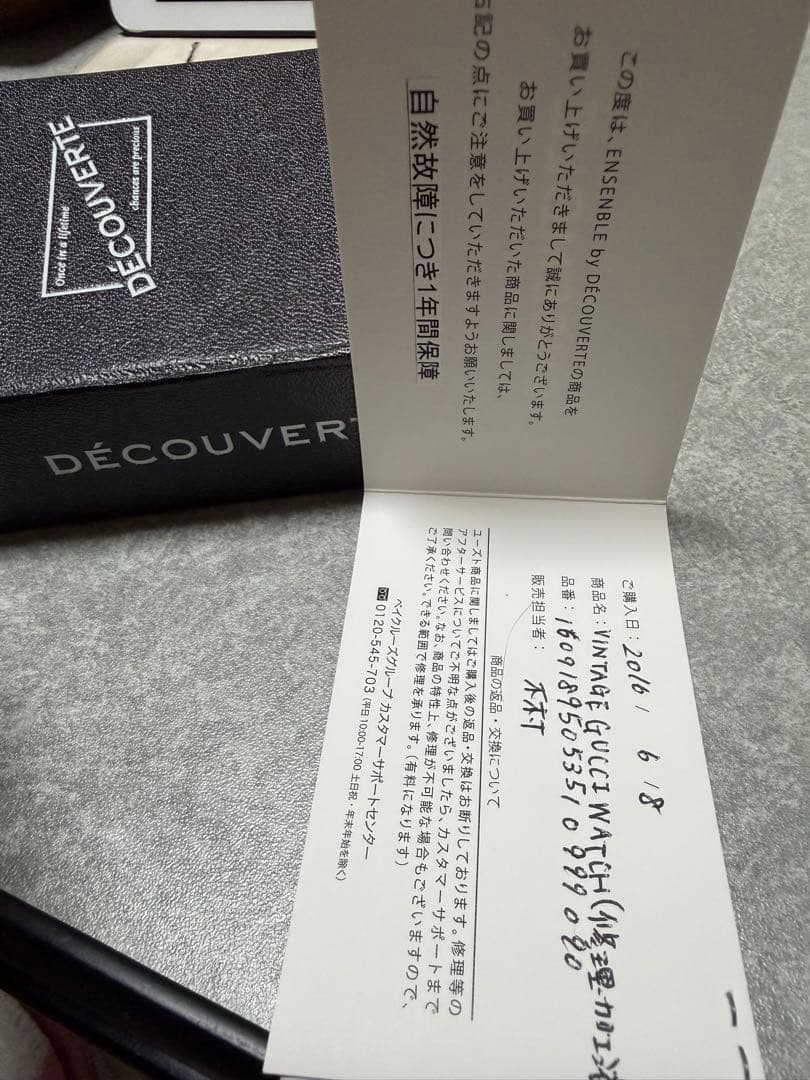 DÉCOUVERTE
Once in a lifetime
chances are precious
DÉCOUVERT
この度は、ENSENBLE by DÉCOUVERTEの商品を
お買い上げいただきまして誠にありがとうございます。
お買い上げいただいた商品に関しましては、
記の点にご注意をしていただきますようお願いいたします。
自然故障につき1年間保障
ご購入日：2016 / 6 / 8
商品名：VINTAGE GUCCI WATCH(修理・加工済
品番：
販売担当者：
商品の返品・交換について
ユーズト商品に関しましてはご購入後の返品・交換はお断りしております。修理等の
アフターサービスについてご不明な点がございましたら、カスタマーサポートまで
問い合わせください。なお、商品の特性上、修理が不可能な場合もございますので、
ご了承ください。できる範囲で修理を承ります。（有料になります）
ベイクルーズグループ カスタマーサポートセンター
0120-545-703 (平日10:00-17:00 土日祝・年末年始を除く)